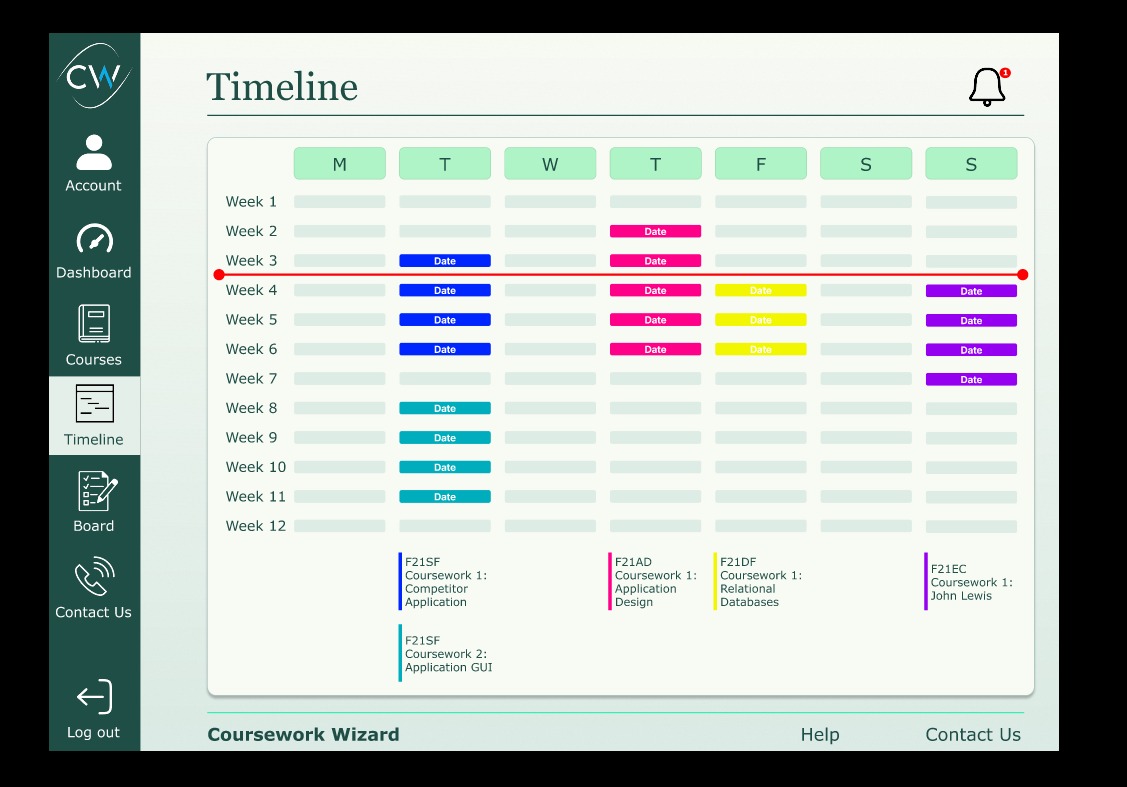 CW
Timeline
1
Account
Dashboard
Courses
Timeline
Board
Contact Us
Log out
M T W T F S S
Week 1
Week 2 Date
Week 3 Date Date
Week 4 Date Date Date Date
Week 5 Date Date Date Date
Week 6 Date Date Date Date
Week 7 Date
Week 8 Date
Week 9 Date
Week 10 Date
Week 11 Date
Week 12
F21SF
Coursework 1:
Competitor
Application
F21AD
Coursework 1:
Application
Design
F21DF
Coursework 1:
Relational
Databases
F21EC
Coursework 1:
John Lewis
F21SF
Coursework 2:
Application GUI
Coursework Wizard Help Contact Us